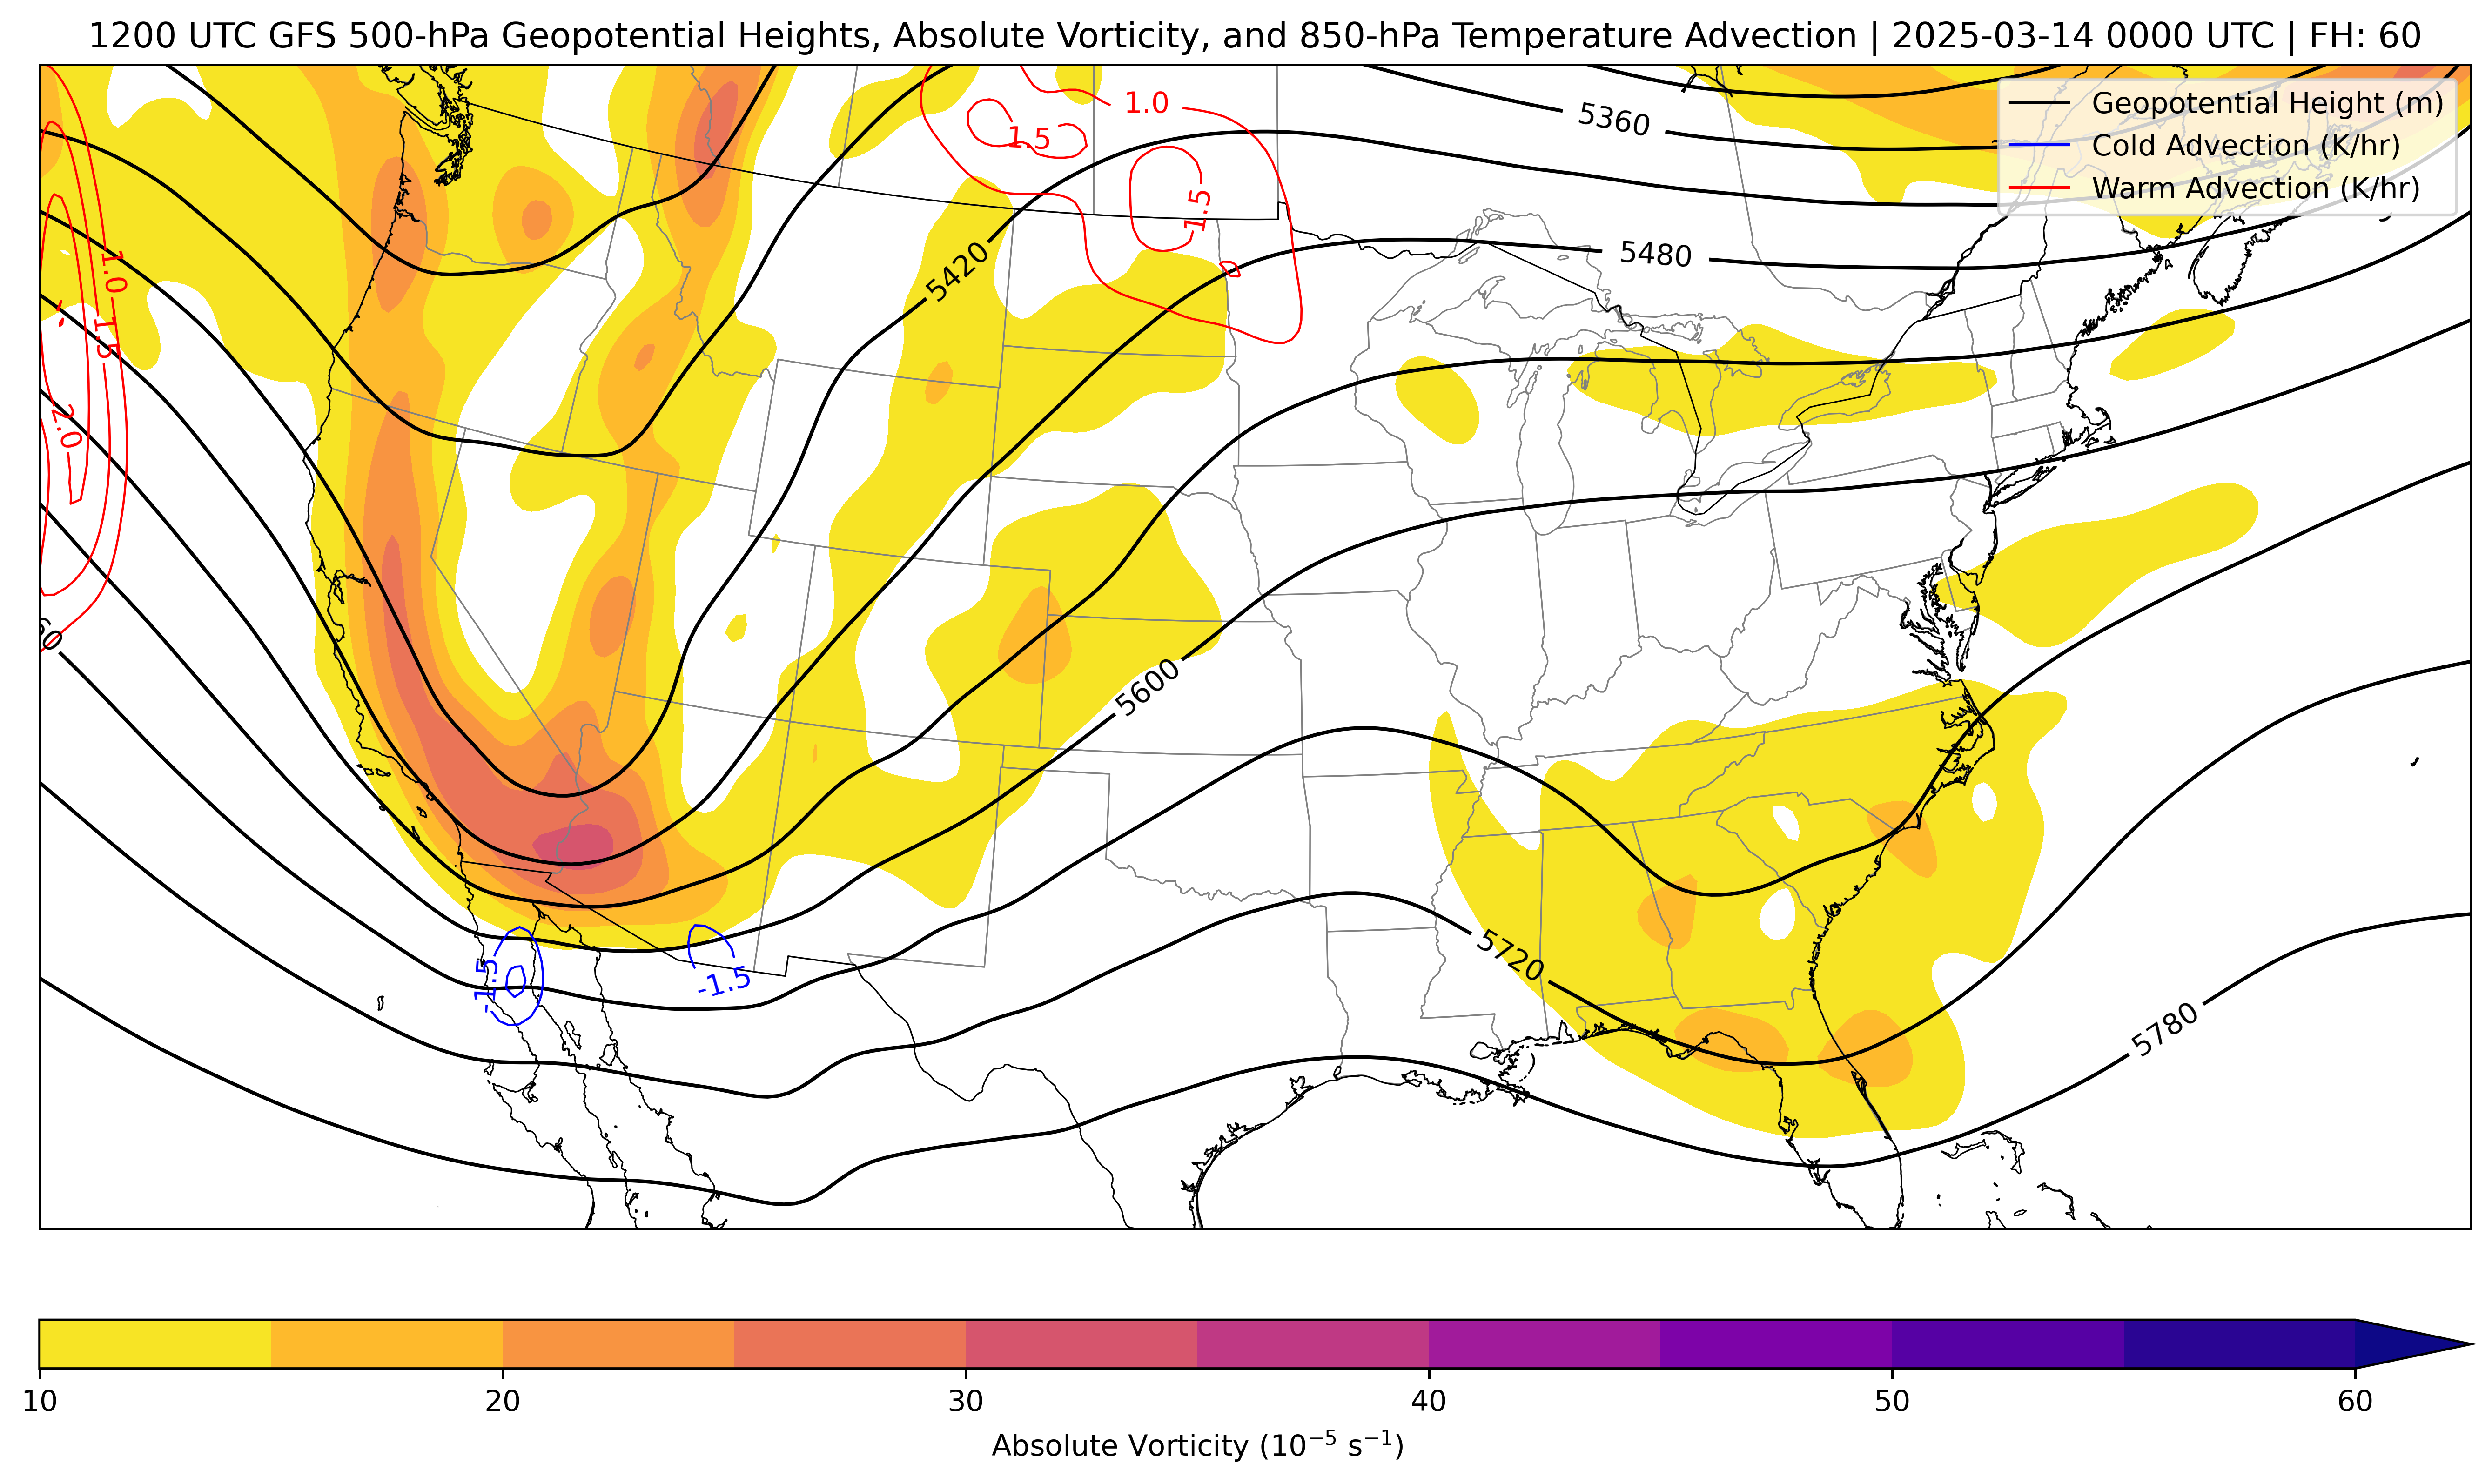 1200 UTC GFS 500-hPa Geopotential Heights, Absolute Vorticity, and 850-hPa Temperature Advection | 2025-03-14 0000 UTC | FH: 60
Geopotential Height (m)
Cold Advection (K/hr)
Warm Advection (K/hr)
1.0
1.5
5360
1.5
5420
5480
1.0
1.5
2.0
60
5600
5720
-1.5
-1.5
5780
10 20 30 40 50 60
Absolute Vorticity (10⁻⁵ s⁻¹)